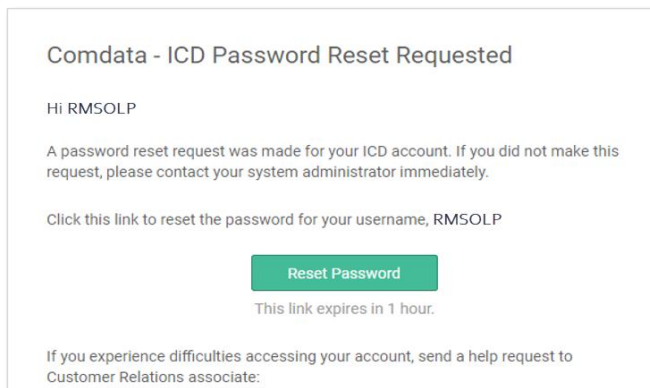 Comdata - ICD Password Reset Requested
Hi RMSOLP
A password reset request was made for your ICD account. If you did not make this
request, please contact your system administrator immediately.
Click this link to reset the password for your username, RMSOLP
Reset Password
This link expires in 1 hour.
If you experience difficulties accessing your account, send a help request to
Customer Relations associate: